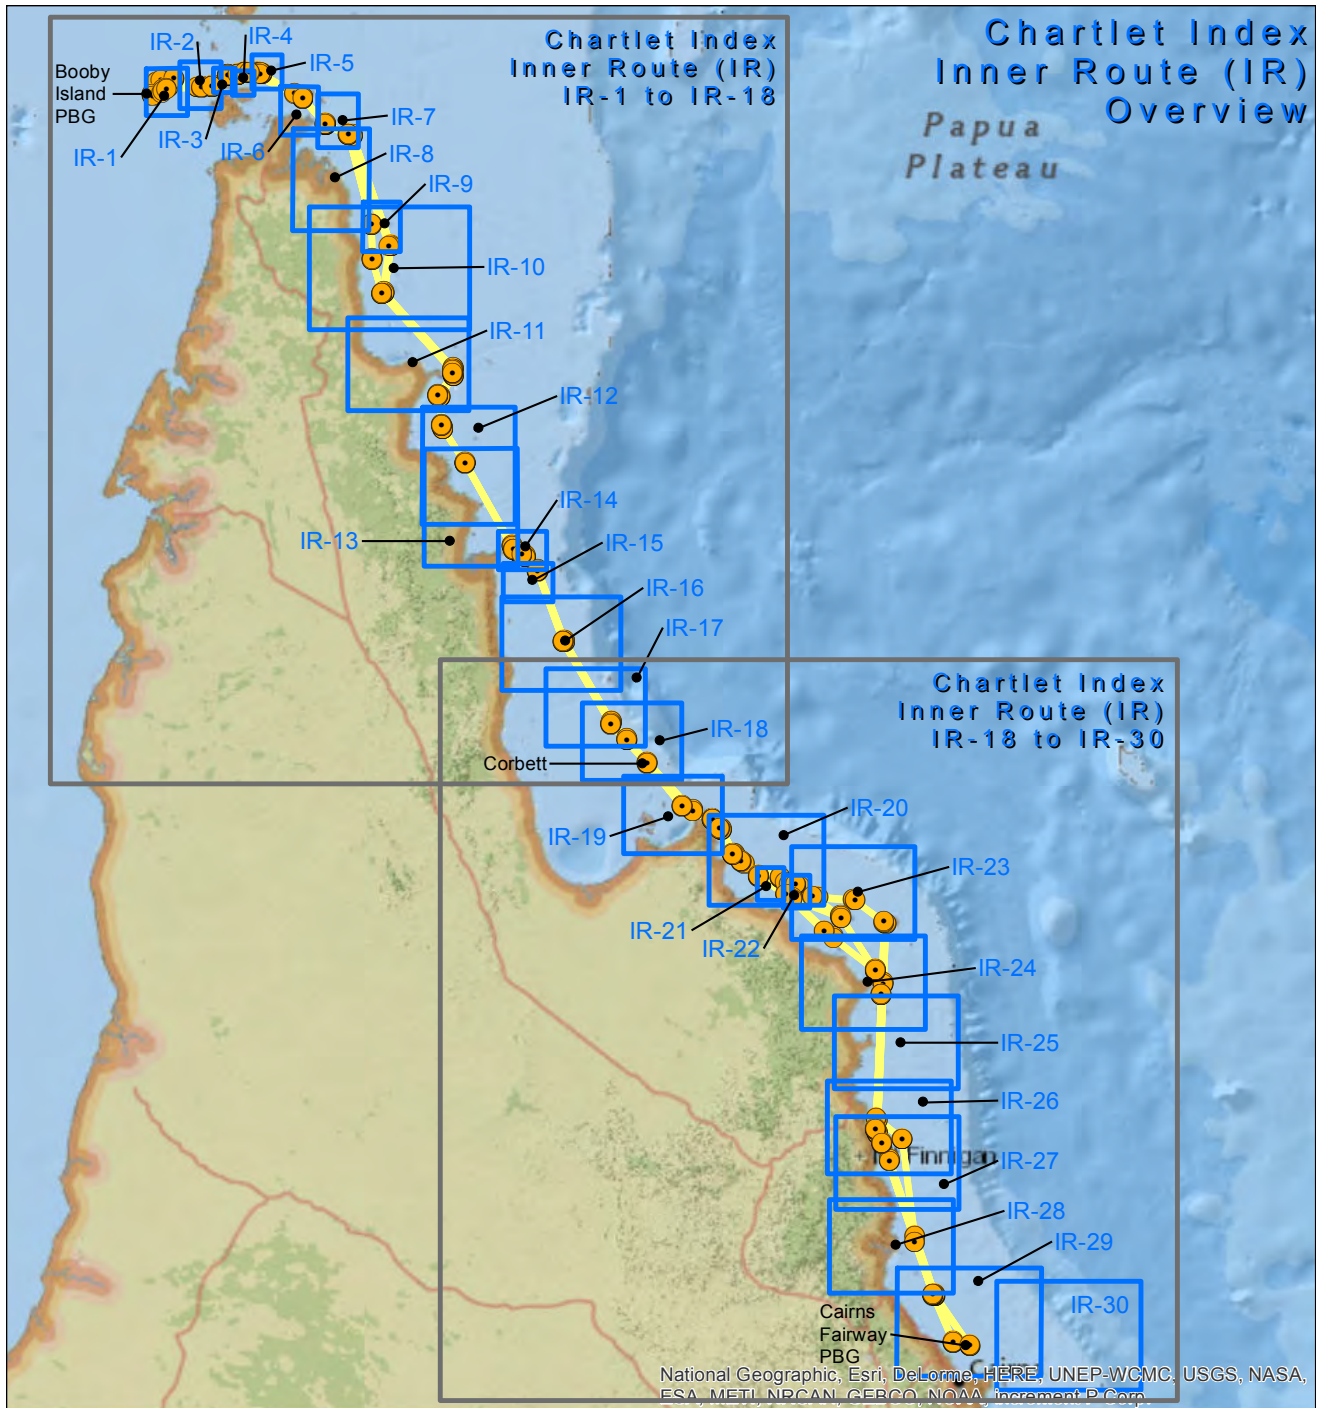 Chartlet Index
Inner Route (IR)
Overview
Chartlet Index
Inner Route (IR)
IR-1 to IR-18
Papua
Plateau
IR-2
IR-4
IR-5
Booby
Island
PBG
IR-1
IR-3
IR-6
IR-7
IR-8
IR-9
IR-10
IR-11
IR-12
IR-14
IR-13
IR-15
IR-16
IR-17
Chartlet Index
Inner Route (IR)
IR-18 to IR-30
IR-18
Corbett
IR-19
IR-20
IR-23
IR-21
IR-22
IR-24
IR-25
IR-26
Finnigan
IR-27
IR-28
IR-29
IR-30
Cairns
Fairway
PBG
Cairns
National Geographic, Esri, DeLorme, HERE, UNEP-WCMC, USGS, NASA,
ESA, METI, NRCAN, GEBCO, NOAA, increment P Corp.